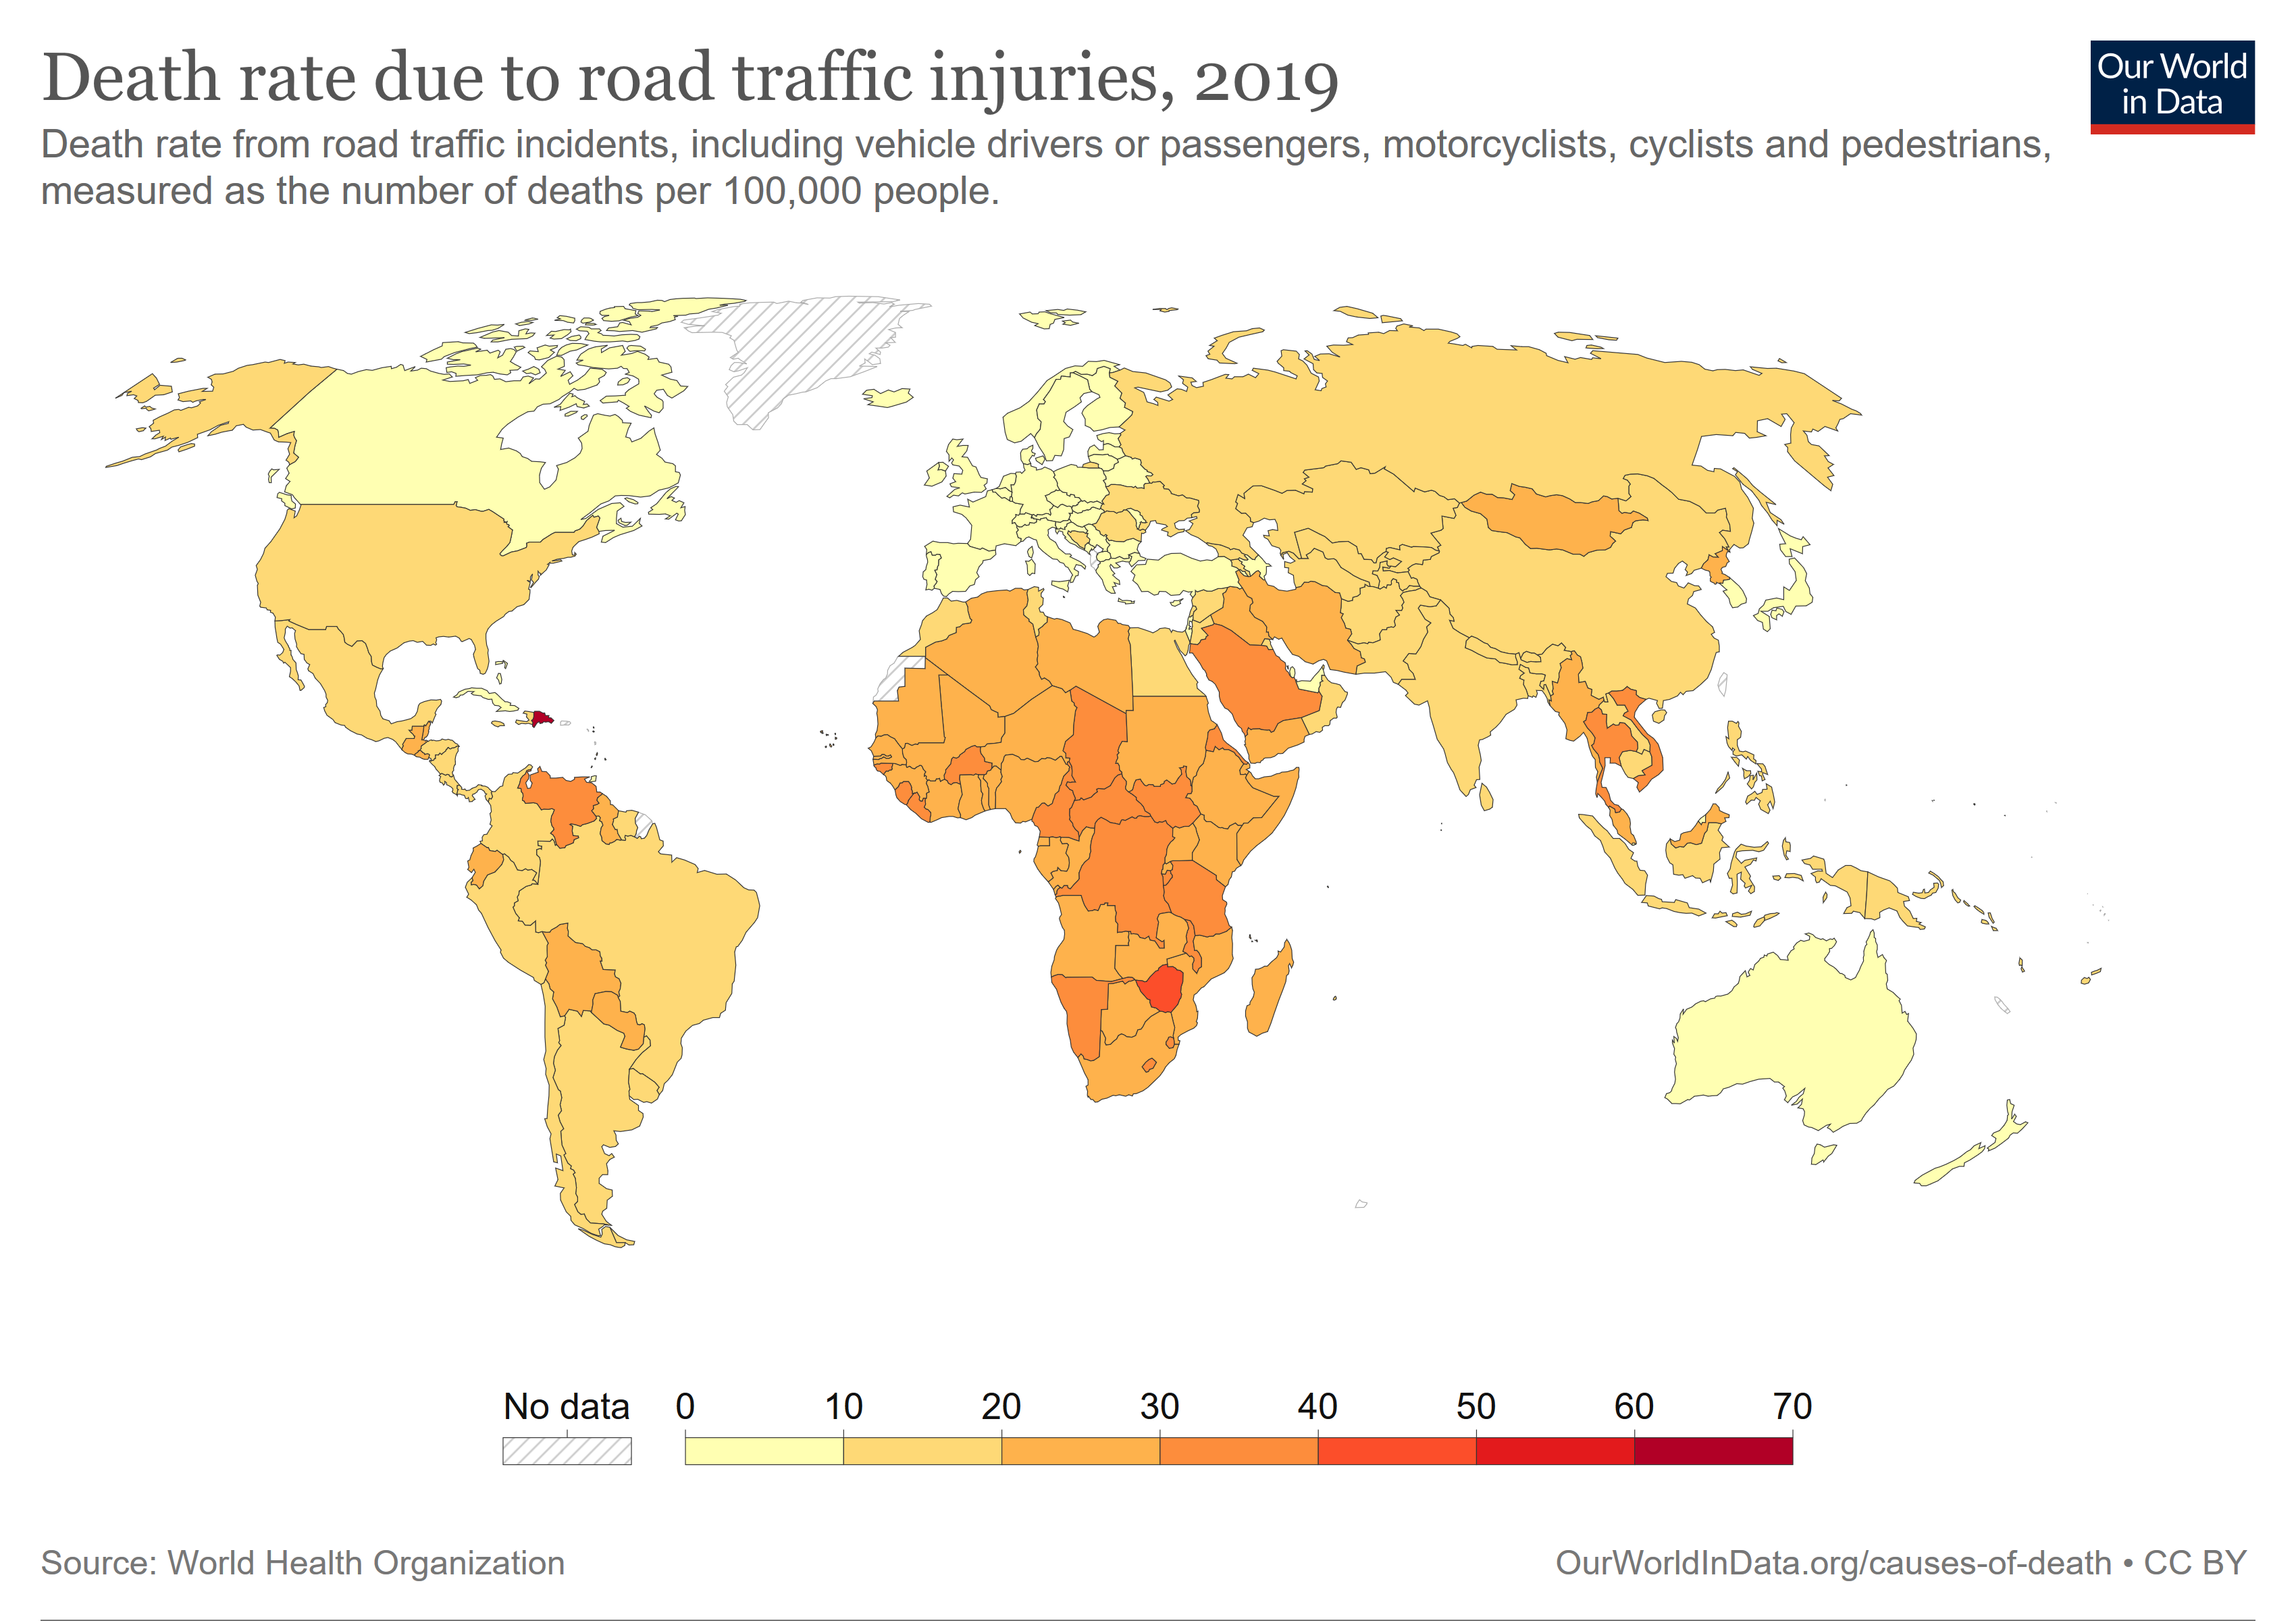 Death rate due to road traffic injuries, 2019
Our World
in Data
Death rate from road traffic incidents, including vehicle drivers or passengers, motorcyclists, cyclists and pedestrians,
measured as the number of deaths per 100,000 people.
No data 0 10 20 30 40 50 60 70
Source: World Health Organization
OurWorldInData.org/causes-of-death • CC BY